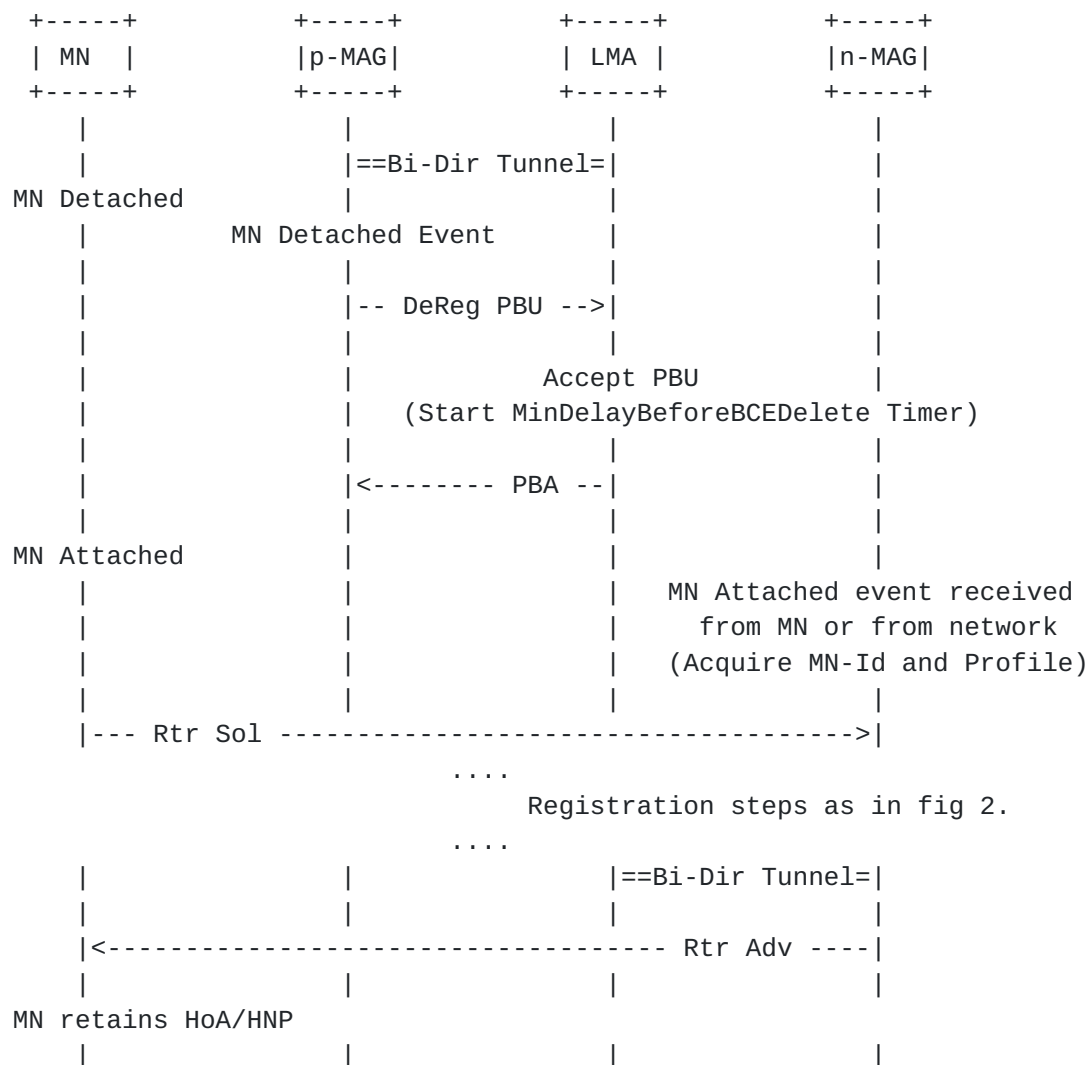 +-----+          +-----+          +-----+          +-----+
| MN  |          |p-MAG|          | LMA |          |n-MAG|
+-----+          +-----+          +-----+          +-----+
   |                |                |                |
   |                |==Bi-Dir Tunnel=|                |
MN Detached         |                |                |
   |         MN Detached Event       |                |
   |                |                |                |
   |                |-- DeReg PBU -->|                |
   |                |                |                |
   |                |            Accept PBU           |
   |                |   (Start MinDelayBeforeBCEDelete Timer)
   |                |                |                |
   |                |<-------- PBA --|                |
   |                |                |                |
MN Attached         |                |                |
   |                |                |   MN Attached event received
   |                |                |     from MN or from network
   |                |                |   (Acquire MN-Id and Profile)
   |                |                |                |
   |--- Rtr Sol ------------------------------------->|
....
Registration steps as in fig 2.
....
   |                |                |==Bi-Dir Tunnel=|
   |                |                |                |
   |<------------------------------------ Rtr Adv ----|
   |                |                |                |
MN retains HoA/HNP
   |                |                |                |